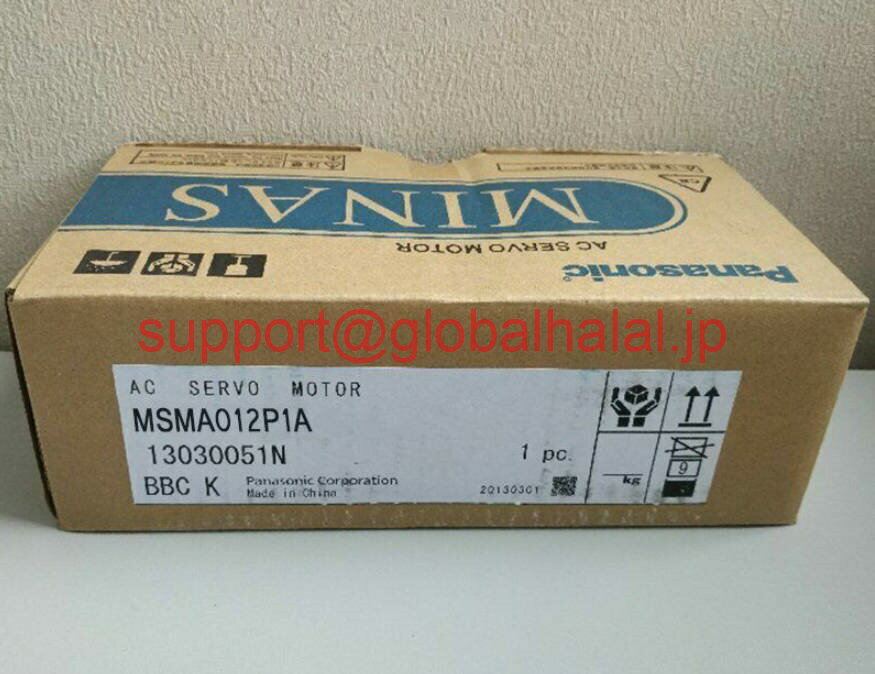 MINAS
AC SERVO MOTOR
Panasonic
support@globalhalal.jp
AC SERVO MOTOR
MSMA012P1A
13030051N
1 pc.
BBC K
Panasonic Corporation
Made in China
20130301
kg
9